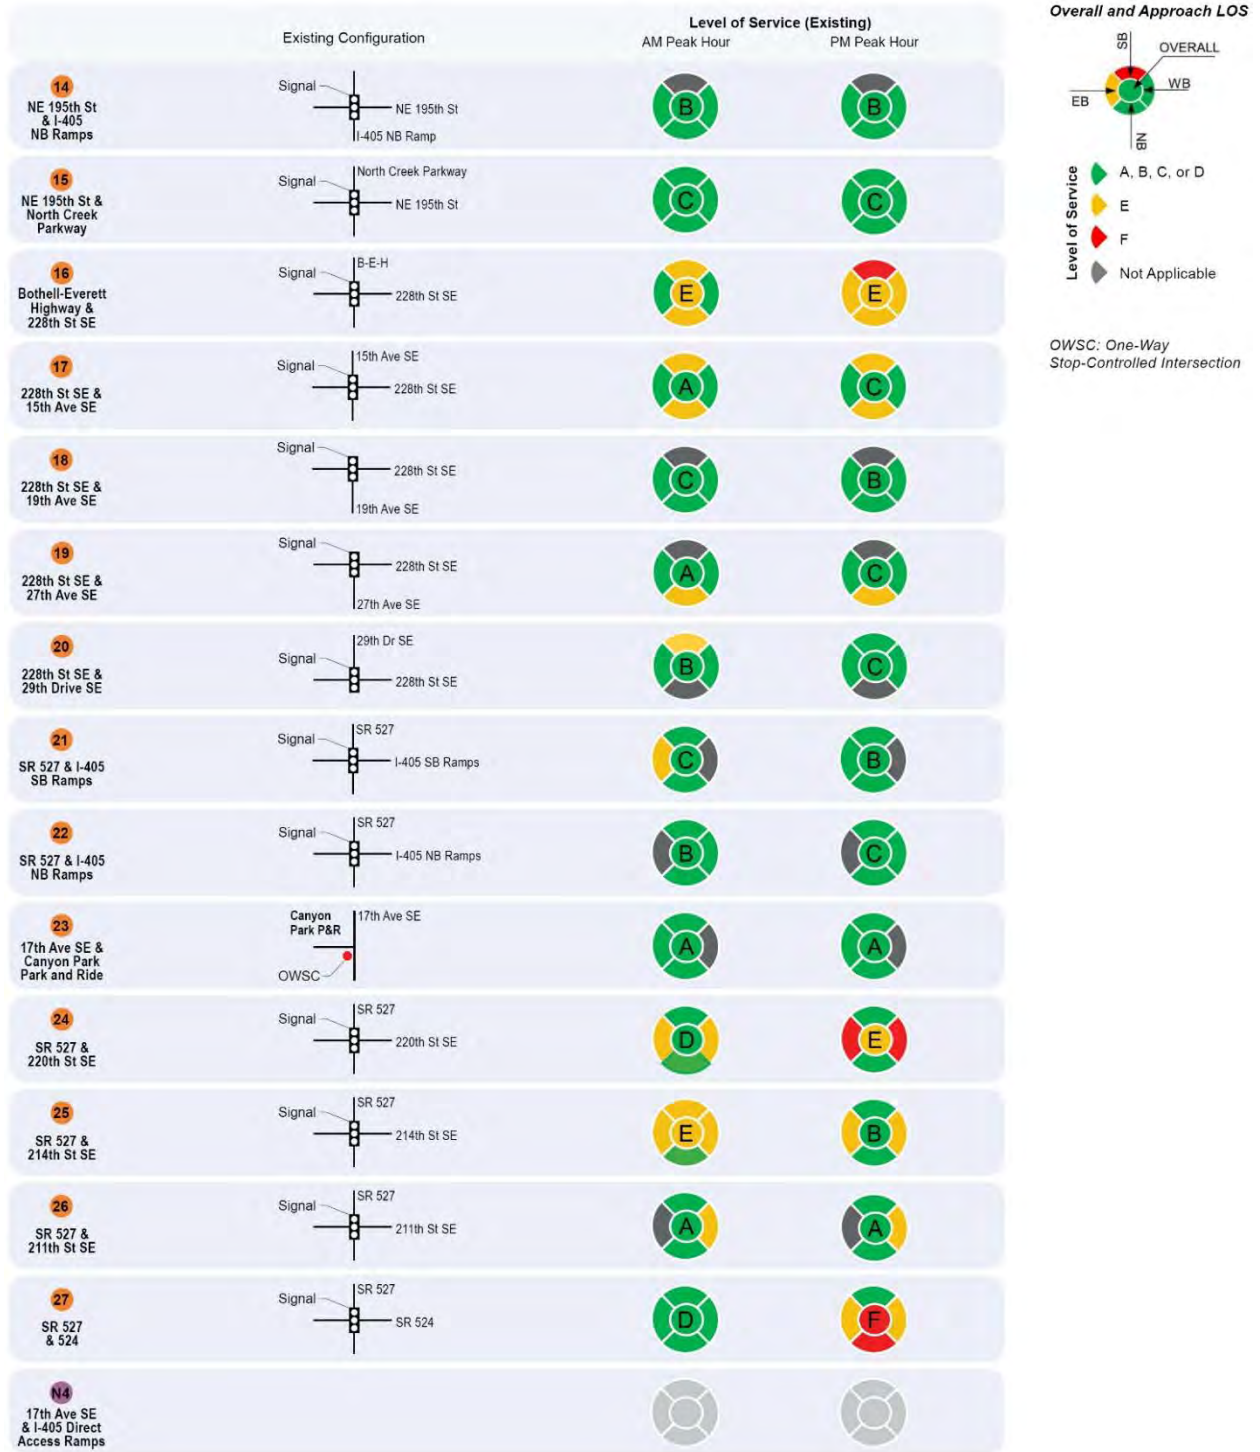 Level of Service (Existing)
Existing Configuration
AM Peak Hour
PM Peak Hour
14
NE 195th St
& I-405
NB Ramps
Signal
NE 195th St
I-405 NB Ramp
B
B
15
NE 195th St &
North Creek
Parkway
Signal
North Creek Parkway
NE 195th St
C
C
16
Bothell-Everett
Highway &
228th St SE
Signal
B-E-H
228th St SE
E
E
17
228th St SE &
15th Ave SE
Signal
15th Ave SE
228th St SE
A
C
18
228th St SE &
19th Ave SE
Signal
228th St SE
19th Ave SE
C
B
19
228th St SE &
27th Ave SE
Signal
228th St SE
27th Ave SE
A
C
20
228th St SE &
29th Drive SE
Signal
29th Dr SE
228th St SE
B
C
21
SR 527 & I-405
SB Ramps
Signal
SR 527
I-405 SB Ramps
C
B
22
SR 527 & I-405
NB Ramps
Signal
SR 527
I-405 NB Ramps
B
C
23
17th Ave SE &
Canyon Park
Park and Ride
Canyon
Park P&R
17th Ave SE
OWSC
A
A
24
SR 527 &
220th St SE
Signal
SR 527
220th St SE
D
E
25
SR 527 &
214th St SE
Signal
SR 527
214th St SE
E
B
26
SR 527 &
211th St SE
Signal
SR 527
211th St SE
A
A
27
SR 527
& 524
Signal
SR 527
SR 524
D
F
N4
17th Ave SE
& I-405 Direct
Access Ramps
Overall and Approach LOS
SB
OVERALL
EB
WB
NB
Level of Service
A, B, C, or D
E
F
Not Applicable
OWSC: One-Way
Stop-Controlled Intersection